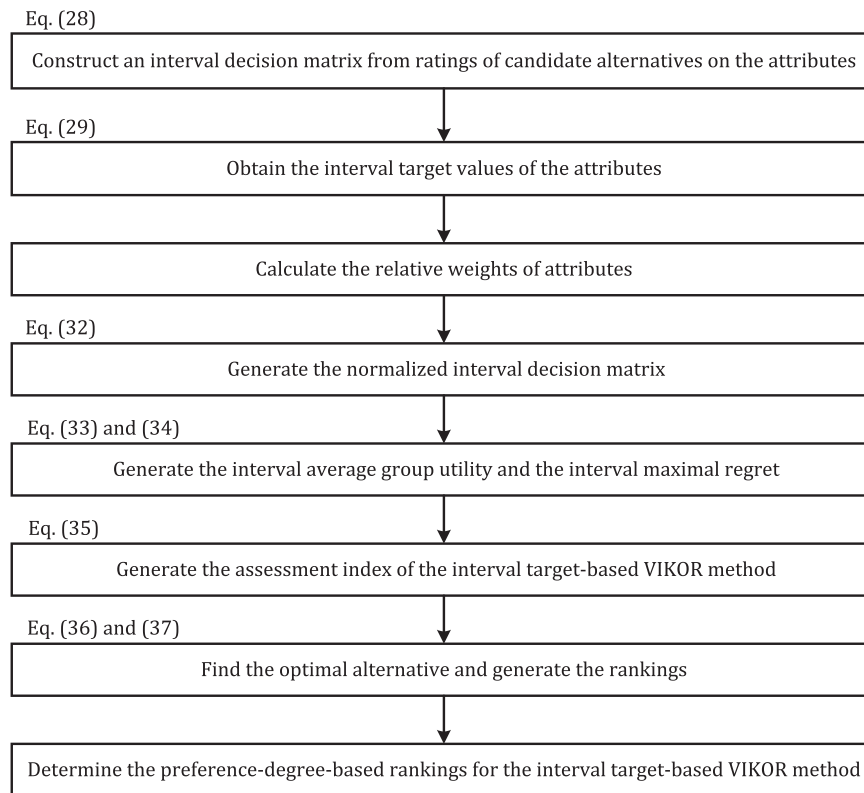 Eq. (28)
Construct an interval decision matrix from ratings of candidate alternatives on the attributes
Eq. (29)
Obtain the interval target values of the attributes
Calculate the relative weights of attributes
Eq. (32)
Generate the normalized interval decision matrix
Eq. (33) and (34)
Generate the interval average group utility and the interval maximal regret
Eq. (35)
Generate the assessment index of the interval target-based VIKOR method
Eq. (36) and (37)
Find the optimal alternative and generate the rankings
Determine the preference-degree-based rankings for the interval target-based VIKOR method